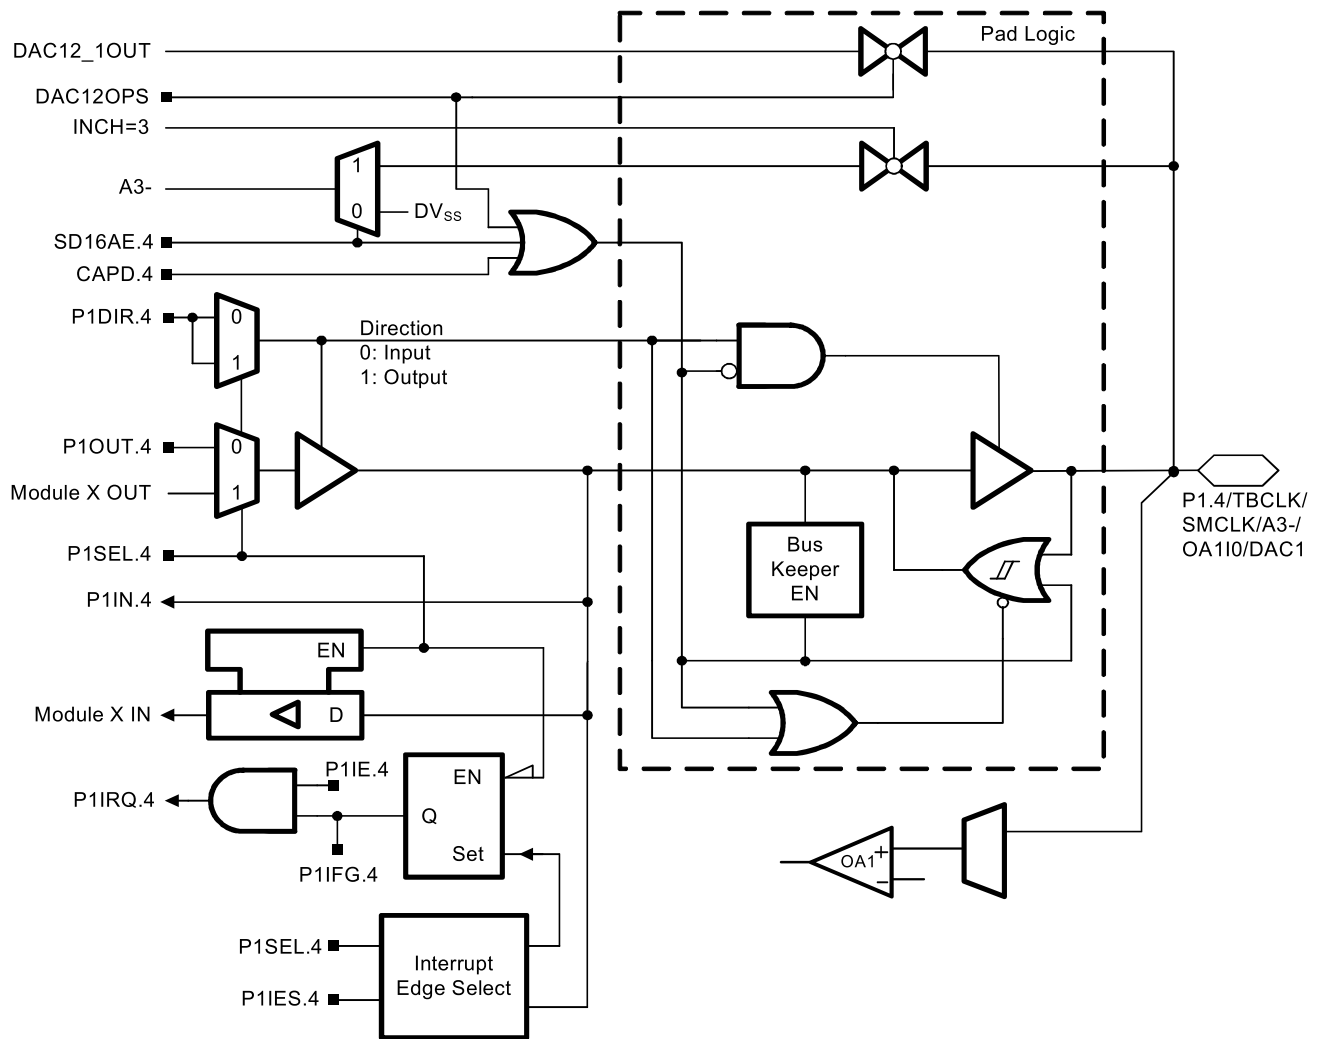 Pad Logic
DAC12_1OUT
DAC12OPS
INCH=3
1
A3-
0
DVSS
SD16AE.4
CAPD.4
P1DIR.4
0
1
Direction
0: Input
1: Output
P1OUT.4
0
Module X OUT
1
P1.4/TBCLK/
SMCLK/A3-/
OA1I0/DAC1
P1SEL.4
Bus
Keeper
EN
P1IN.4
EN
Module X IN
D
P1IE.4
P1IRQ.4
EN
Q
Set
P1IFG.4
OA1
+
−
P1SEL.4
P1IES.4
Interrupt
Edge Select